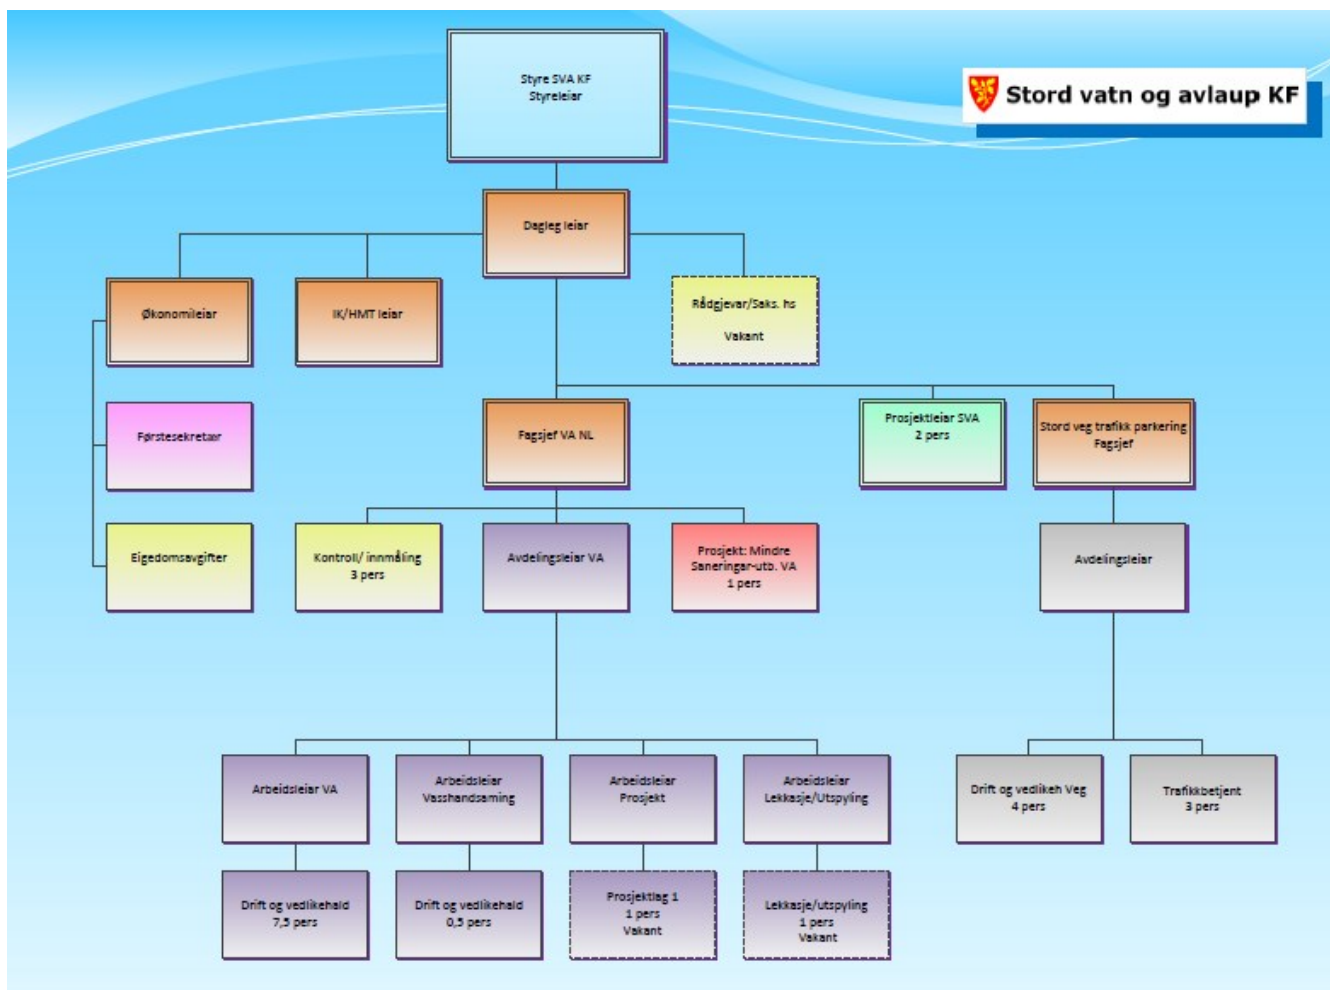 Styre SVA KF
Styreleiar
Stord vatn og avlaup KF
Dagleg leiar
Økonomileiar
IK/HMT leiar
Rådgjevar/Saks. hs
Vakant
Førstesekretær
Fagsjef VA NL
Prosjektleiar SVA
2 pers
Stord veg trafikk parkering
Fagsjef
Eigedomsavgifter
Kontroll/ innmåling
3 pers
Avdelingsleiar VA
Prosjekt: Mindre
Saneringar-utb. VA
1 pers
Avdelingsleiar
Arbeidsleiar VA
Arbeidsleiar
Vasshandsaming
Arbeidsleiar
Prosjekt
Arbeidsleiar
Lekkasje/Utspyling
Drift og vedlikeh Veg
4 pers
Trafikkbetjent
3 pers
Drift og vedlikehald
7,5 pers
Drift og vedlikehald
0,5 pers
Prosjektlag 1
1 pers
Vakant
Lekkasje/utspyling
1 pers
Vakant